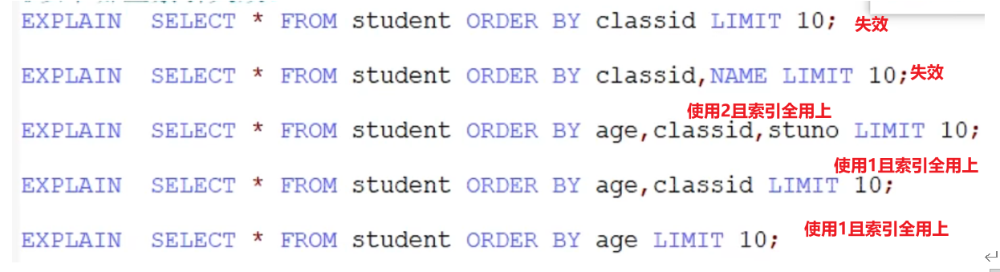 EXPLAIN SELECT * FROM student ORDER BY classid LIMIT 10; 失效
EXPLAIN SELECT * FROM student ORDER BY classid,NAME LIMIT 10; 失效
使用2且索引全用上
EXPLAIN SELECT * FROM student ORDER BY age,classid,stuno LIMIT 10;
使用1且索引全用上
EXPLAIN SELECT * FROM student ORDER BY age,classid LIMIT 10;
EXPLAIN SELECT * FROM student ORDER BY age LIMIT 10; 使用1且索引全用上